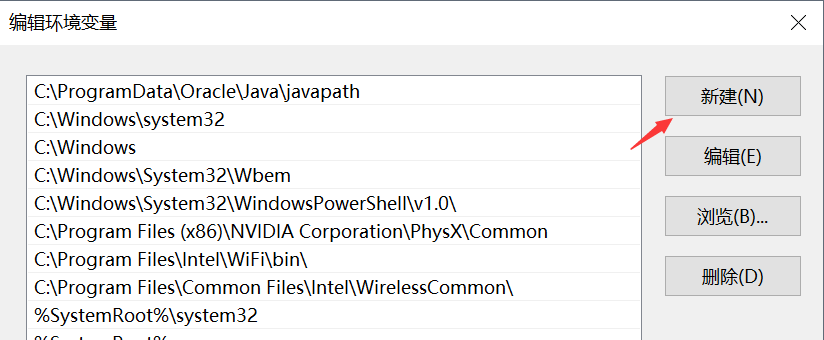 编辑环境变量
C:\ProgramData\Oracle\Java\javapath
新建(N)
C:\Windows\system32
C:\Windows
编辑(E)
C:\Windows\System32\Wbem
C:\Windows\System32\WindowsPowerShell\v1.0\
浏览(B)...
C:\Program Files (x86)\NVIDIA Corporation\PhysX\Common
C:\Program Files\Intel\WiFi\bin\
删除(D)
C:\Program Files\Common Files\Intel\WirelessCommon\
%SystemRoot%\system32
%SystemRoot%